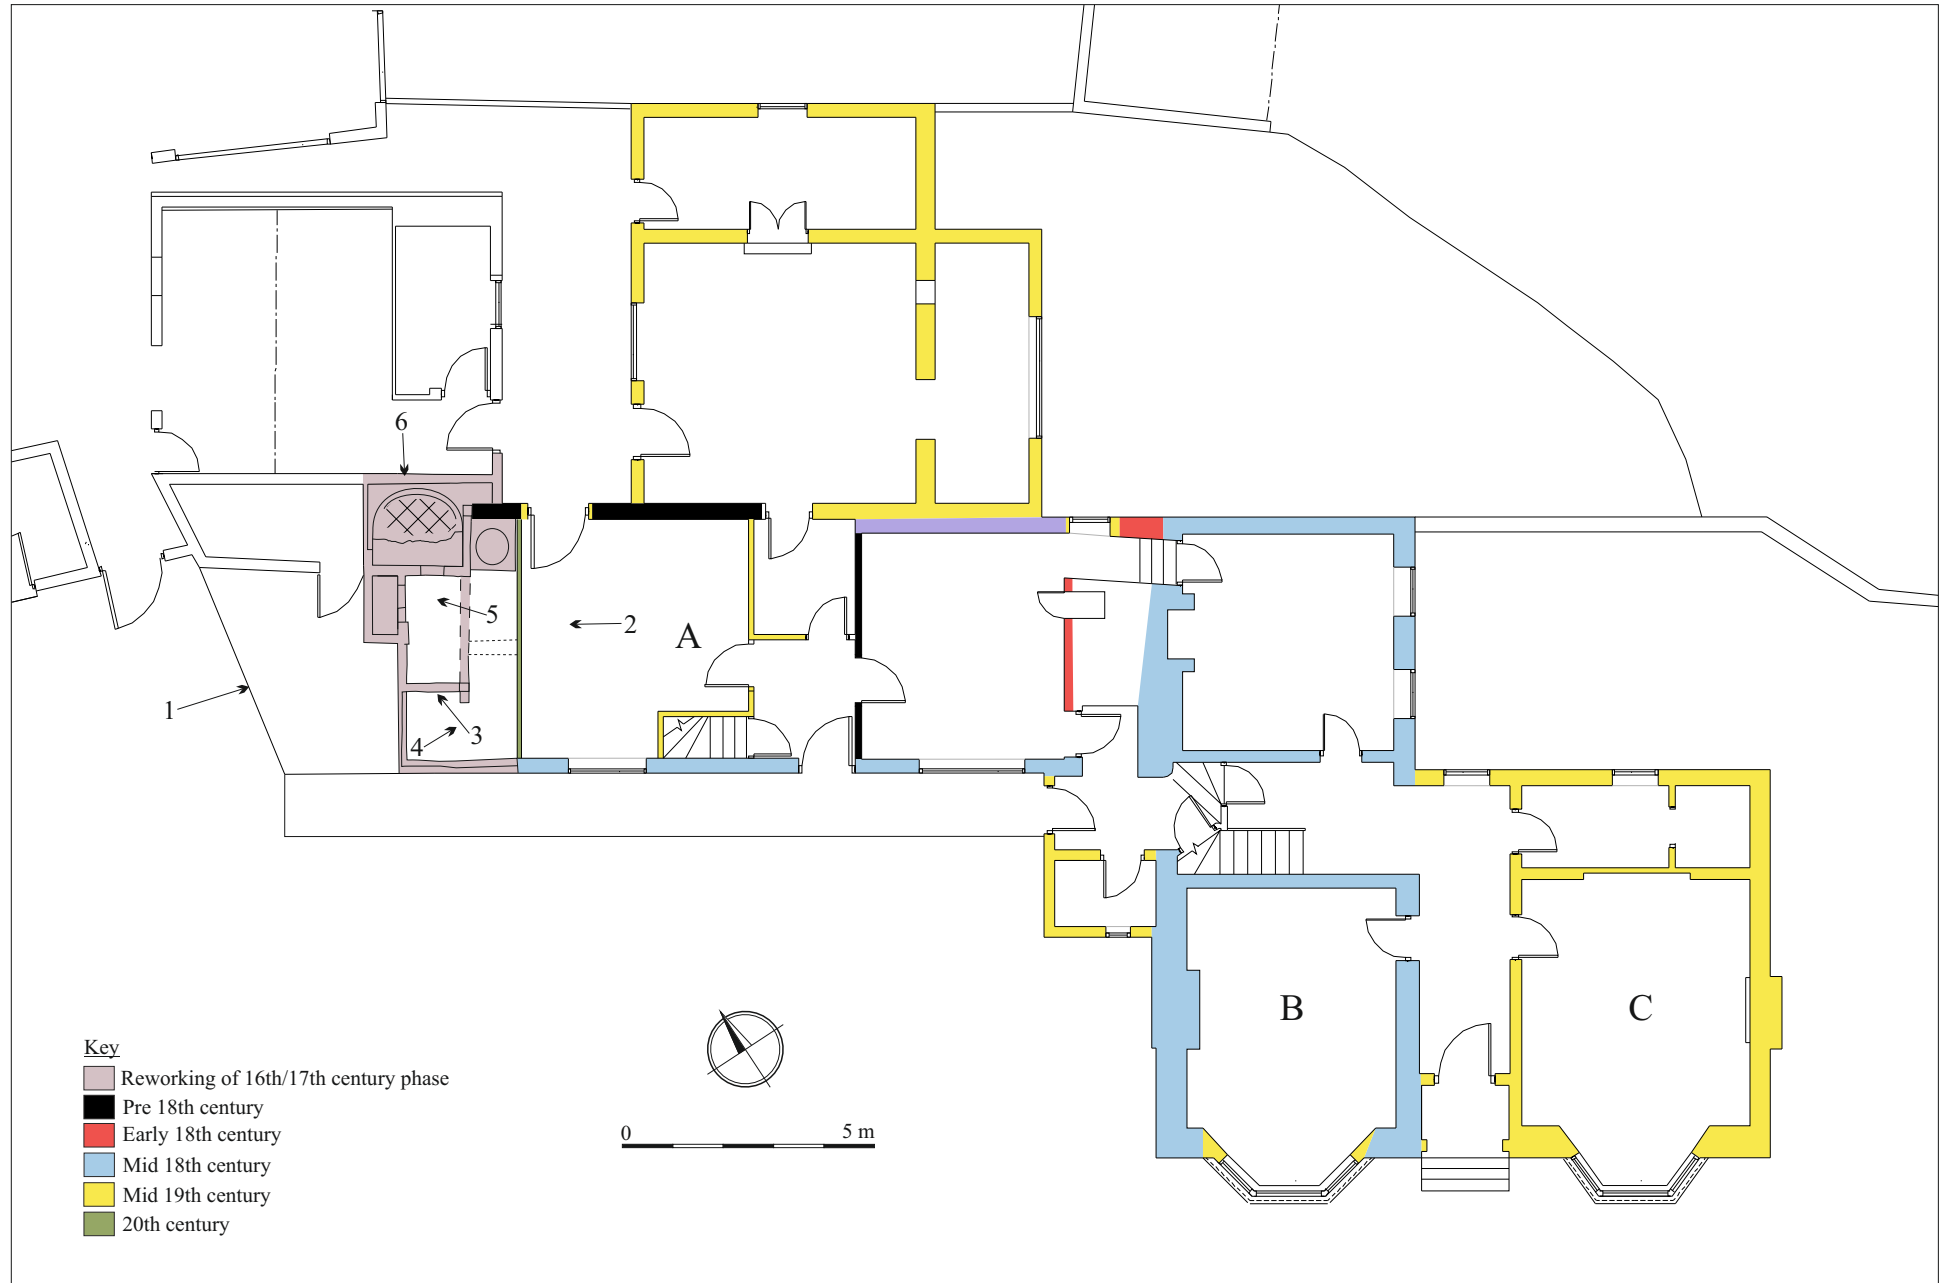 6
5
2
A
1
4
3
B
C
Key
Reworking of 16th/17th century phase
Pre 18th century
Early 18th century
Mid 18th century
Mid 19th century
20th century
0 5 m